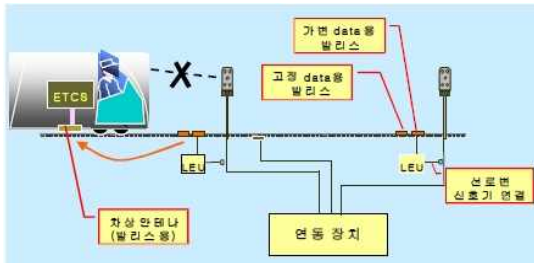 가변 data용
발리스
고정 data용
발리스
X
ETCS
LEU
LEU
선로변
신호기 연결
차상 안테나
(발리스용)
연동 장치